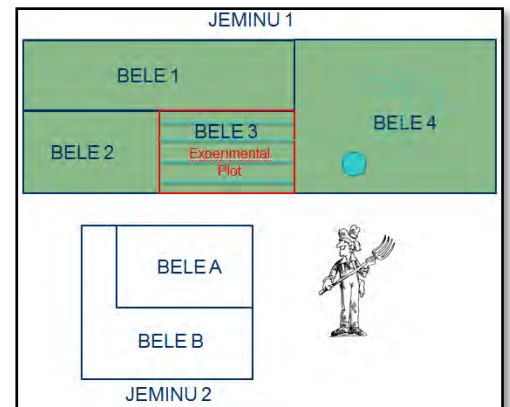 JEMINU 1
BELE 1
BELE 2
BELE 3
Experimental
Plot
BELE 4
BELE A
BELE B
JEMINU 2